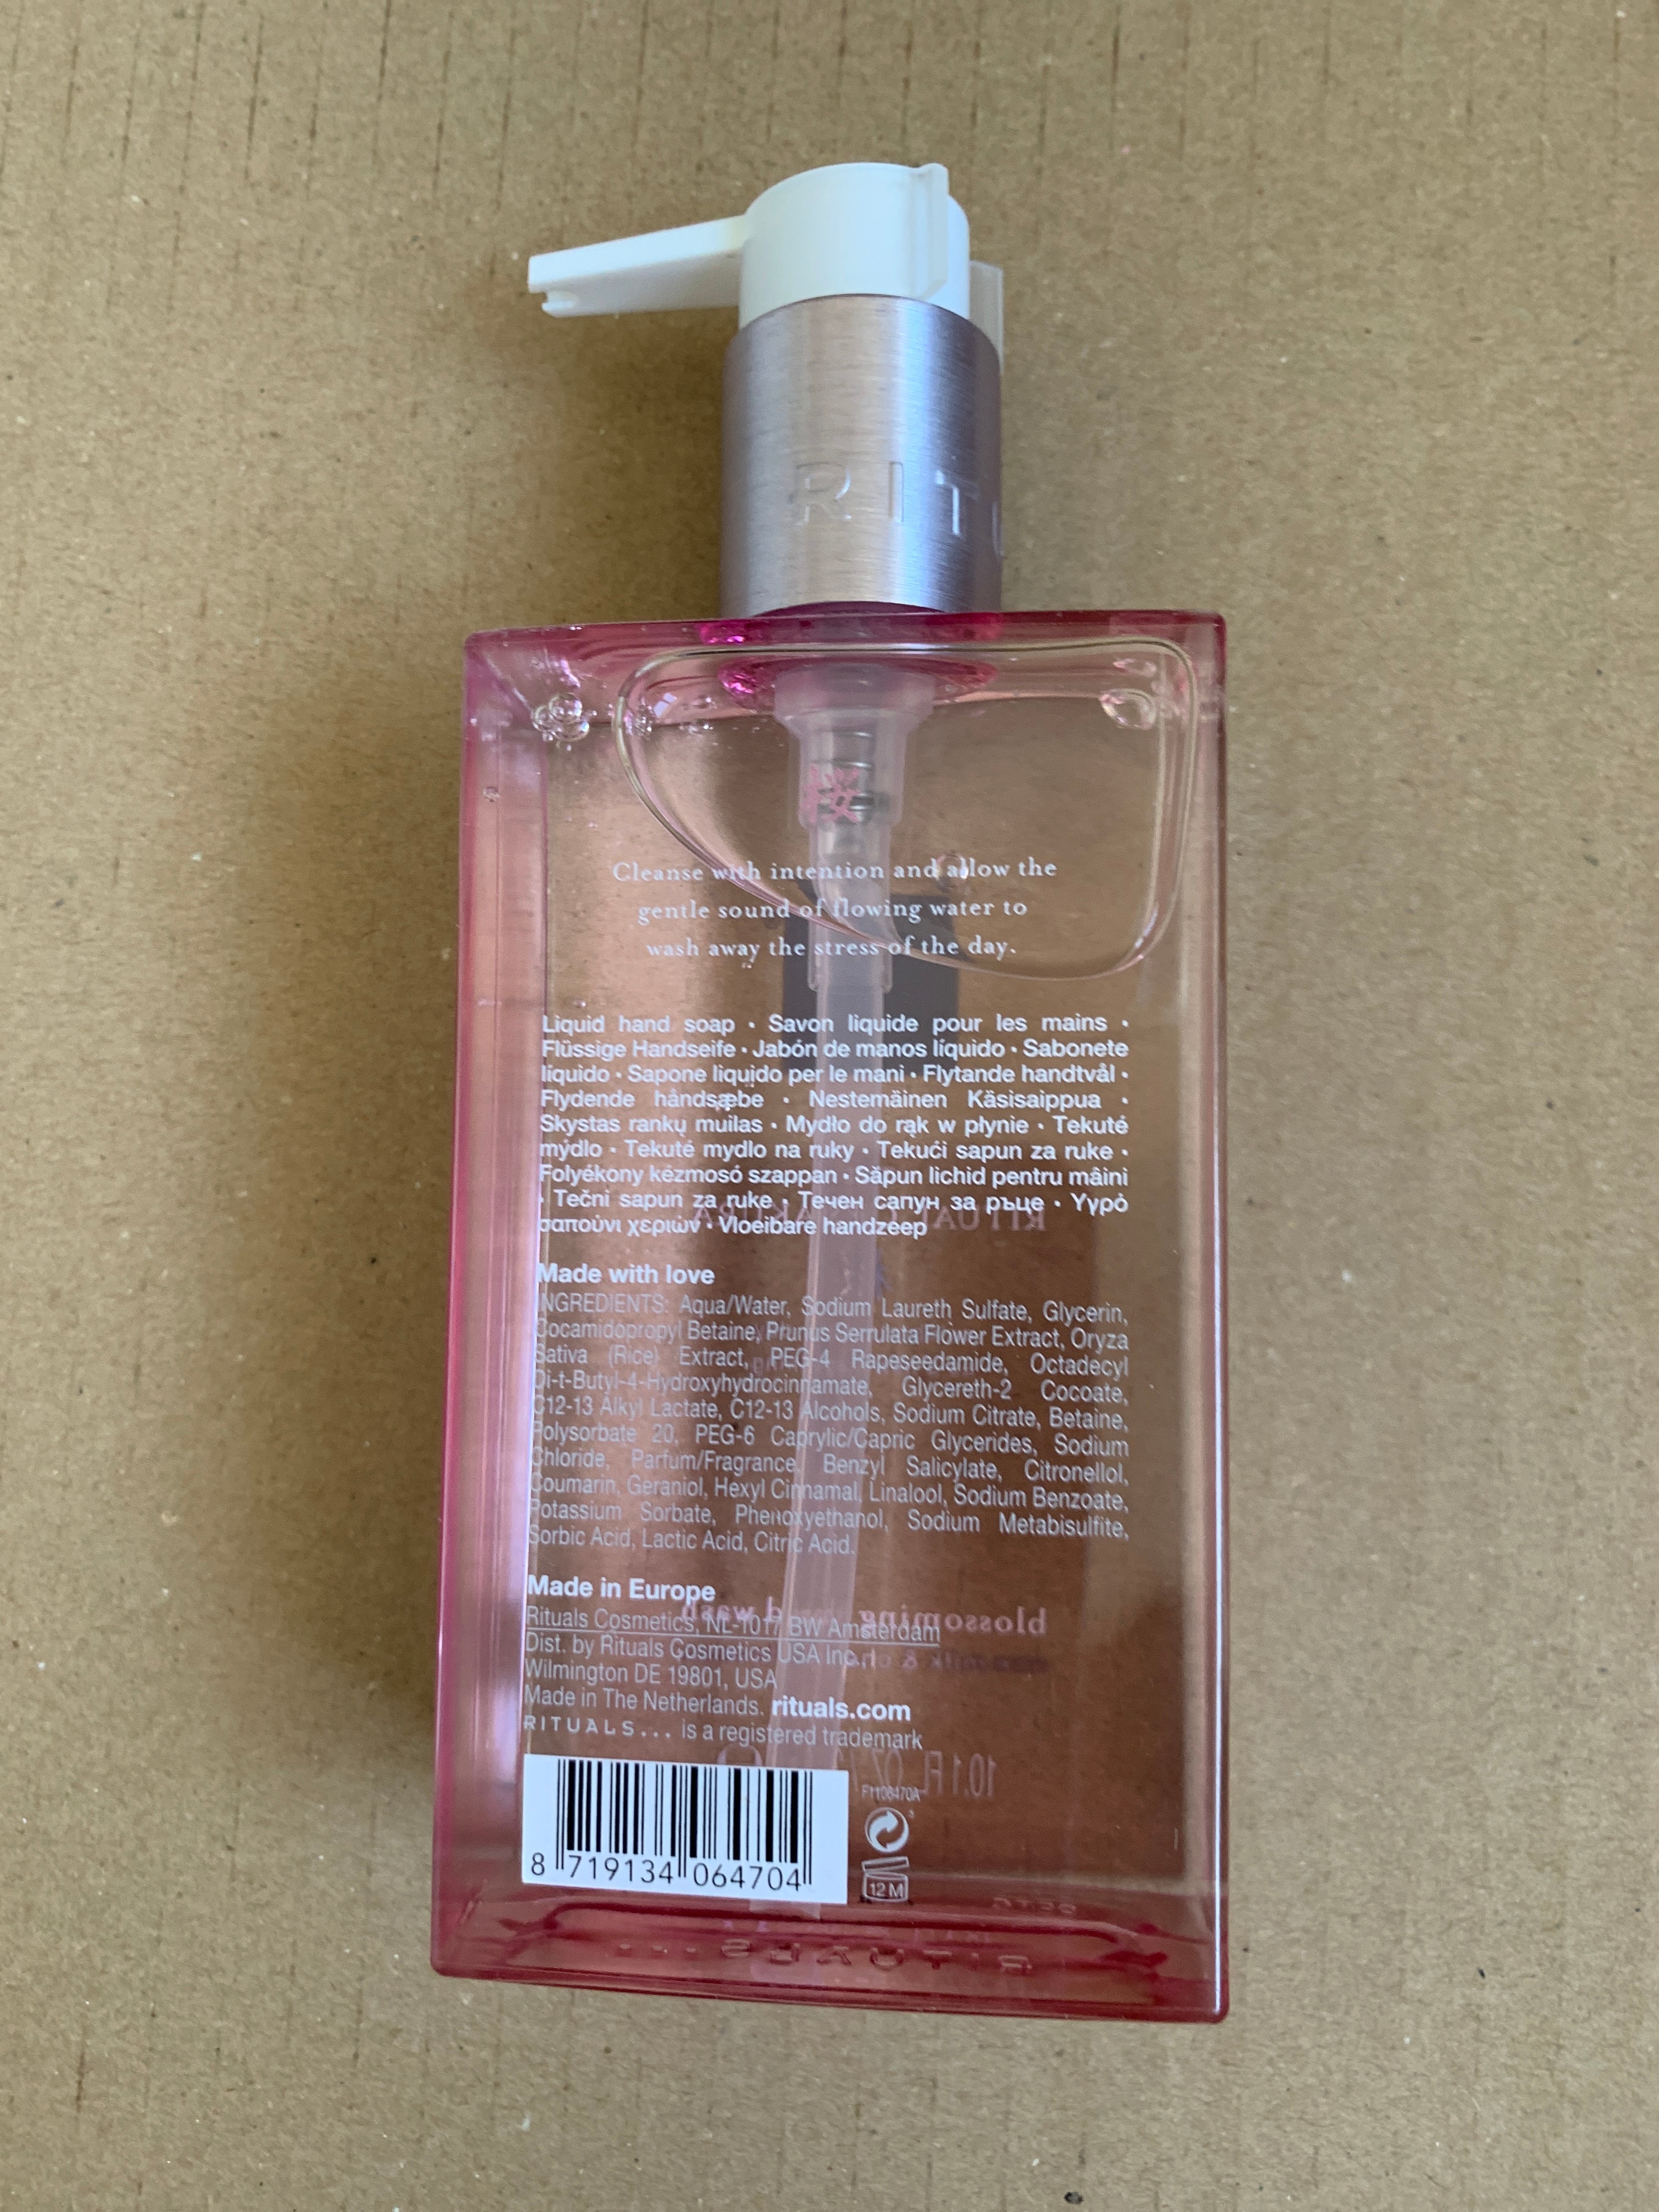 RITU
桜
Cleanse with intention and allow the
gentle sound of flowing water to
wash away the stress of the day.
Liquid hand soap • Savon liquide pour les mains •
Flüssige Handseife • Jabón de manos líquido • Sabonete
líquido • Sapone liquido per le mani • Flytande handtvål •
Flydende håndsæbe • Nestemäinen Käsisaippua •
Skystas rankų muilas • Mydło do rąk w płynie • Tekuté
mýdlo • Tekuté mydlo na ruky • Tekući sapun za ruke •
Folyékony kézmosó szappan • Săpun lichid pentru mâini
• Tečni sapun za ruke • Течен сапун за ръце • Υγρό
σαπούνι χεριών • Vloeibare handzeep
Made with love
INGREDIENTS: Aqua/Water, Sodium Laureth Sulfate, Glycerin,
Cocamidopropyl Betaine, Prunus Serrulata Flower Extract, Oryza
Sativa (Rice) Extract, PEG-4 Rapeseedamide, Octadecyl
Di-t-Butyl-4-Hydroxyhydrocinnamate, Glycereth-2 Cocoate,
C12-13 Alkyl Lactate, C12-13 Alcohols, Sodium Citrate, Betaine,
Polysorbate 20, PEG-6 Caprylic/Capric Glycerides, Sodium
Chloride, Parfum/Fragrance, Benzyl Salicylate, Citronellol,
Coumarin, Geraniol, Hexyl Cinnamal, Linalool, Sodium Benzoate,
Potassium Sorbate, Phenoxyethanol, Sodium Metabisulfite,
Sorbic Acid, Lactic Acid, Citric Acid.
Made in Europe
Rituals Cosmetics, NL-1017 BW Amsterdam
Dist. by Rituals Cosmetics USA Inc.,
Wilmington DE 19801, USA
Made in The Netherlands. rituals.com
RITUALS... is a registered trademark
F1106470A
8 719134 064704
12 M
blossoming
10.1 FL
RITUALS...